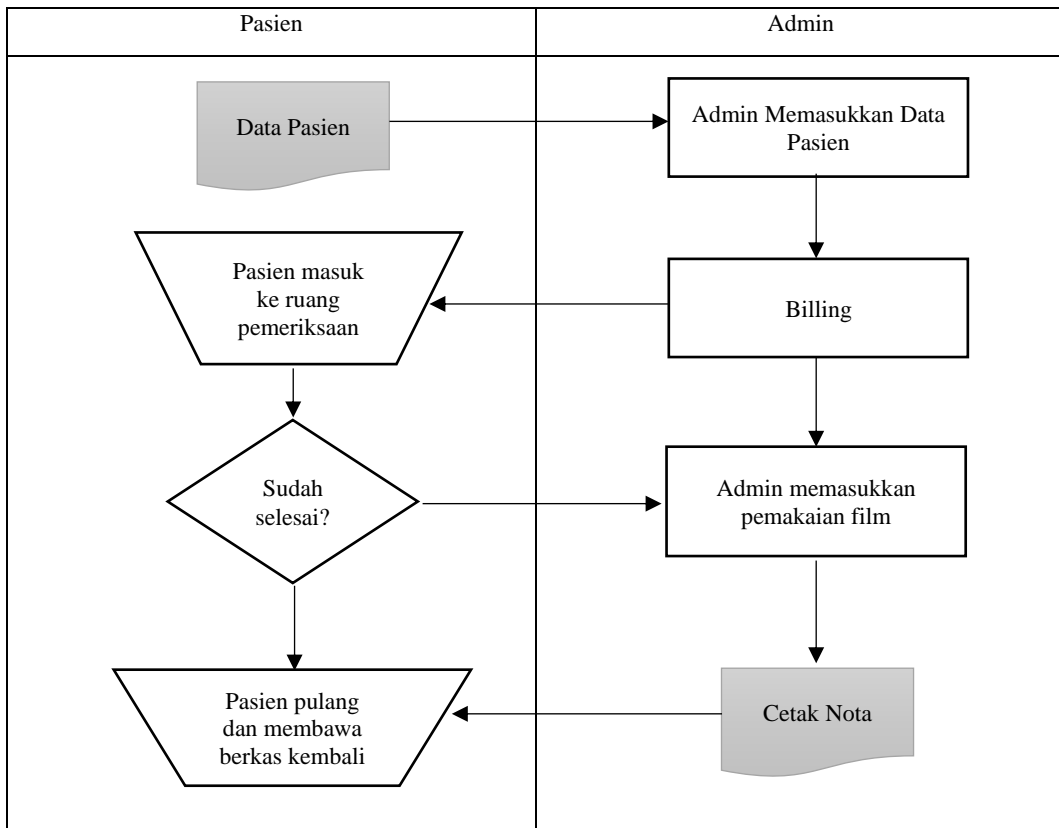 Pasien
Admin
Data Pasien
Admin Memasukkan Data
Pasien
Pasien masuk
ke ruang
pemeriksaan
Billing
Sudah
selesai?
Admin memasukkan
pemakaian film
Pasien pulang
dan membawa
berkas kembali
Cetak Nota